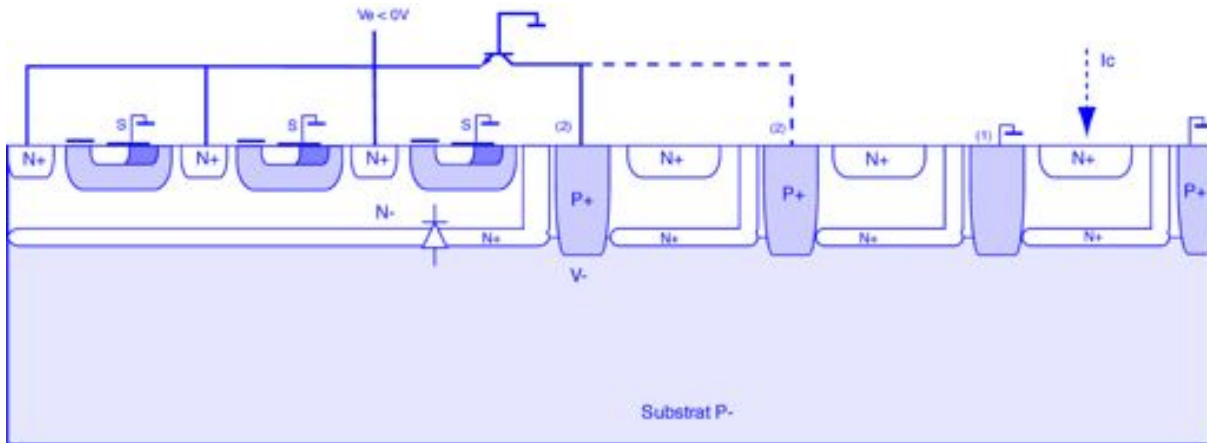 Ve < 0V
Ic
S
S
S
(2)
(2)
(1)
N+
N+
N+
N+
N+
N+
P+
P+
P+
N-
N+
N+
N+
N+
V-
Substrat P-